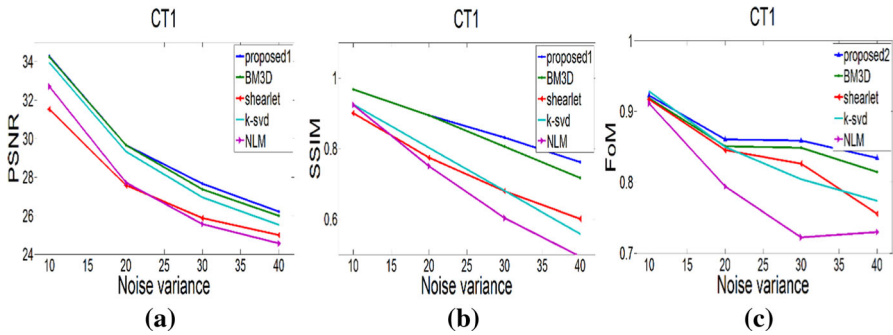 CT1
PSNR
34
32
30
28
26
24
proposed1
BM3D
shearlet
k-svd
NLM
10 15 20 25 30 35 40
Noise variance
(a)
CT1
SSIM
1
0.8
0.6
proposed1
BM3D
shearlet
k-svd
NLM
10 15 20 25 30 35 40
Noise variance
(b)
CT1
FoM
1
0.9
0.8
0.7
proposed2
BM3D
shearlet
k-svd
NLM
10 15 20 25 30 35 40
Noise variance
(c)